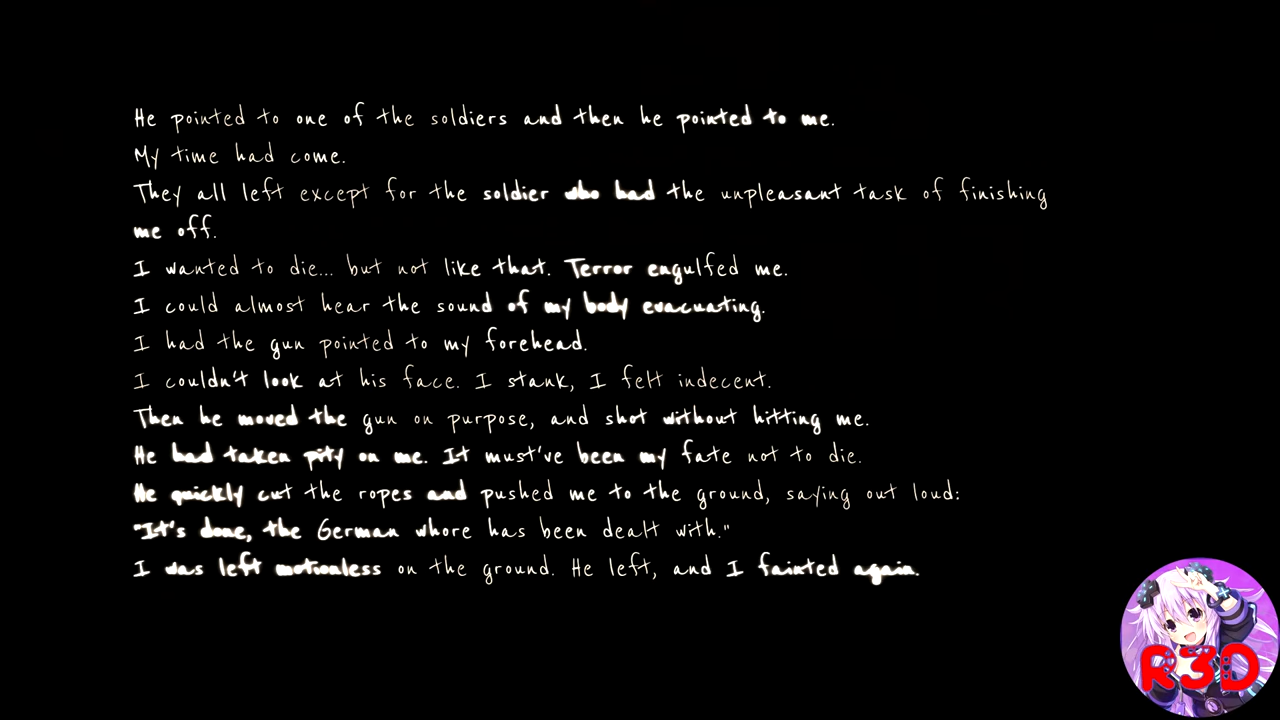 He pointed to one of the soldiers and then he pointed to me.
My time had come.
They all left except for the soldier who had the unpleasant task of finishing
me off.
I wanted to die... but not like that. Terror engulfed me.
I could almost hear the sound of my body evacuating.
I had the gun pointed to my forehead.
I couldn't look at his face. I stank, I felt indecent.
Then he moved the gun on purpose, and shot without hitting me.
He had taken pity on me. It must've been my fate not to die.
He quickly cut the ropes and pushed me to the ground, saying out loud:
"It's done, the German whore has been dealt with."
I was left motionless on the ground. He left, and I fainted again.
R3D